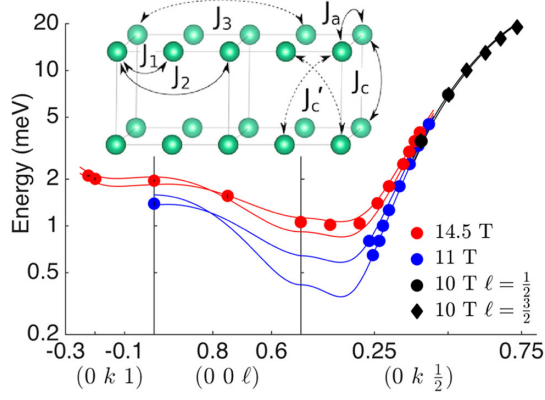 J3
Ja
J1
J2
Jc'
Jc
Energy (meV)
20
10
5
2
1
0.5
0.2
14.5 T
11 T
10 T ℓ = 1/2
10 T ℓ = 3/2
-0.3 -0.1 0.8 0.6 0.25 0.75
(0 k 1) (0 0 ℓ) (0 k 1/2)